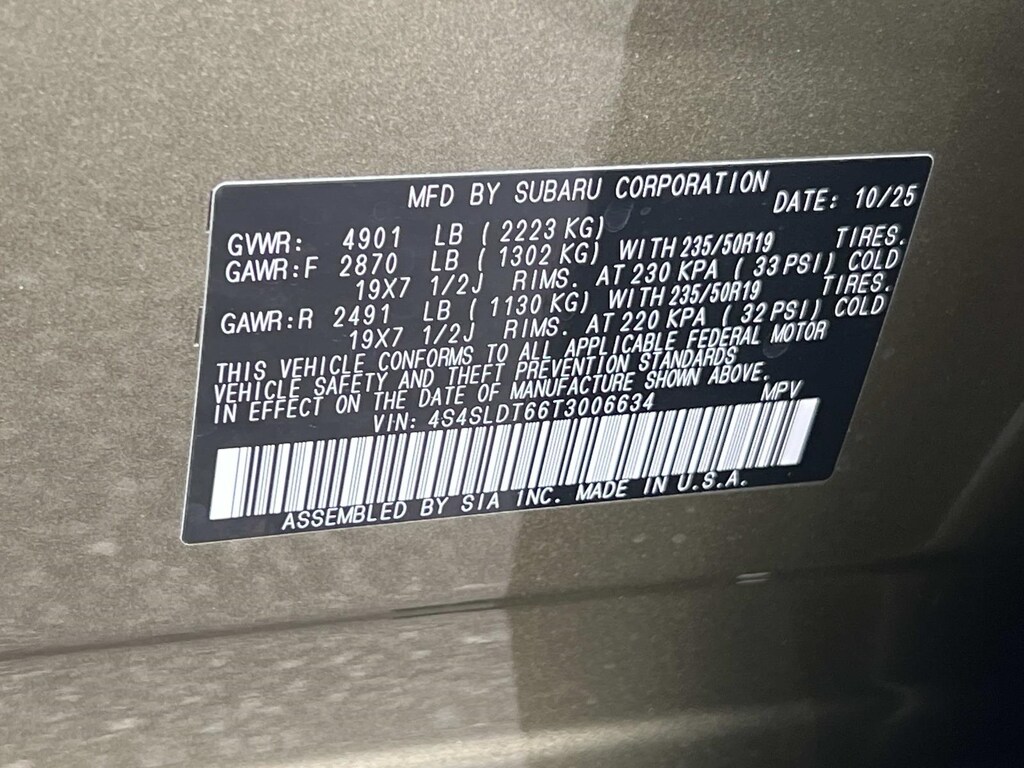 MFD BY SUBARU CORPORATION DATE: 10/25
GVWR: 4901 LB ( 2223 KG)
GAWR:F 2870 LB ( 1302 KG) WITH 235/50R19 TIRES.
19X7 1/2J RIMS. AT 230 KPA ( 33 PSI) COLD
GAWR:R 2491 LB ( 1130 KG) WITH 235/50R19 TIRES.
19X7 1/2J RIMS. AT 220 KPA ( 32 PSI) COLD
THIS VEHICLE CONFORMS TO ALL APPLICABLE FEDERAL MOTOR
VEHICLE SAFETY AND THEFT PREVENTION STANDARDS
IN EFFECT ON THE DATE OF MANUFACTURE SHOWN ABOVE.
VIN: 4S4SLDT66T3006634 MPV
ASSEMBLED BY SIA INC. MADE IN U.S.A.